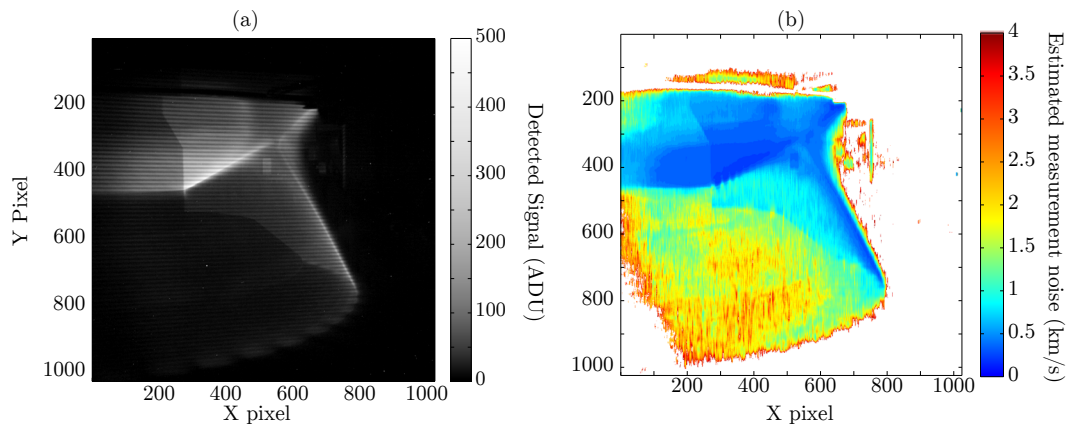 (a)
200
400
600
800
1000
Y Pixel
200 400 600 800 1000
X pixel
500
400
300
200
100
0
Detected Signal (ADU)
(b)
200
400
600
800
1000
200 400 600 800 1000
X pixel
4
3.5
3
2.5
2
1.5
1
0.5
0
Estimated measurement noise (km/s)